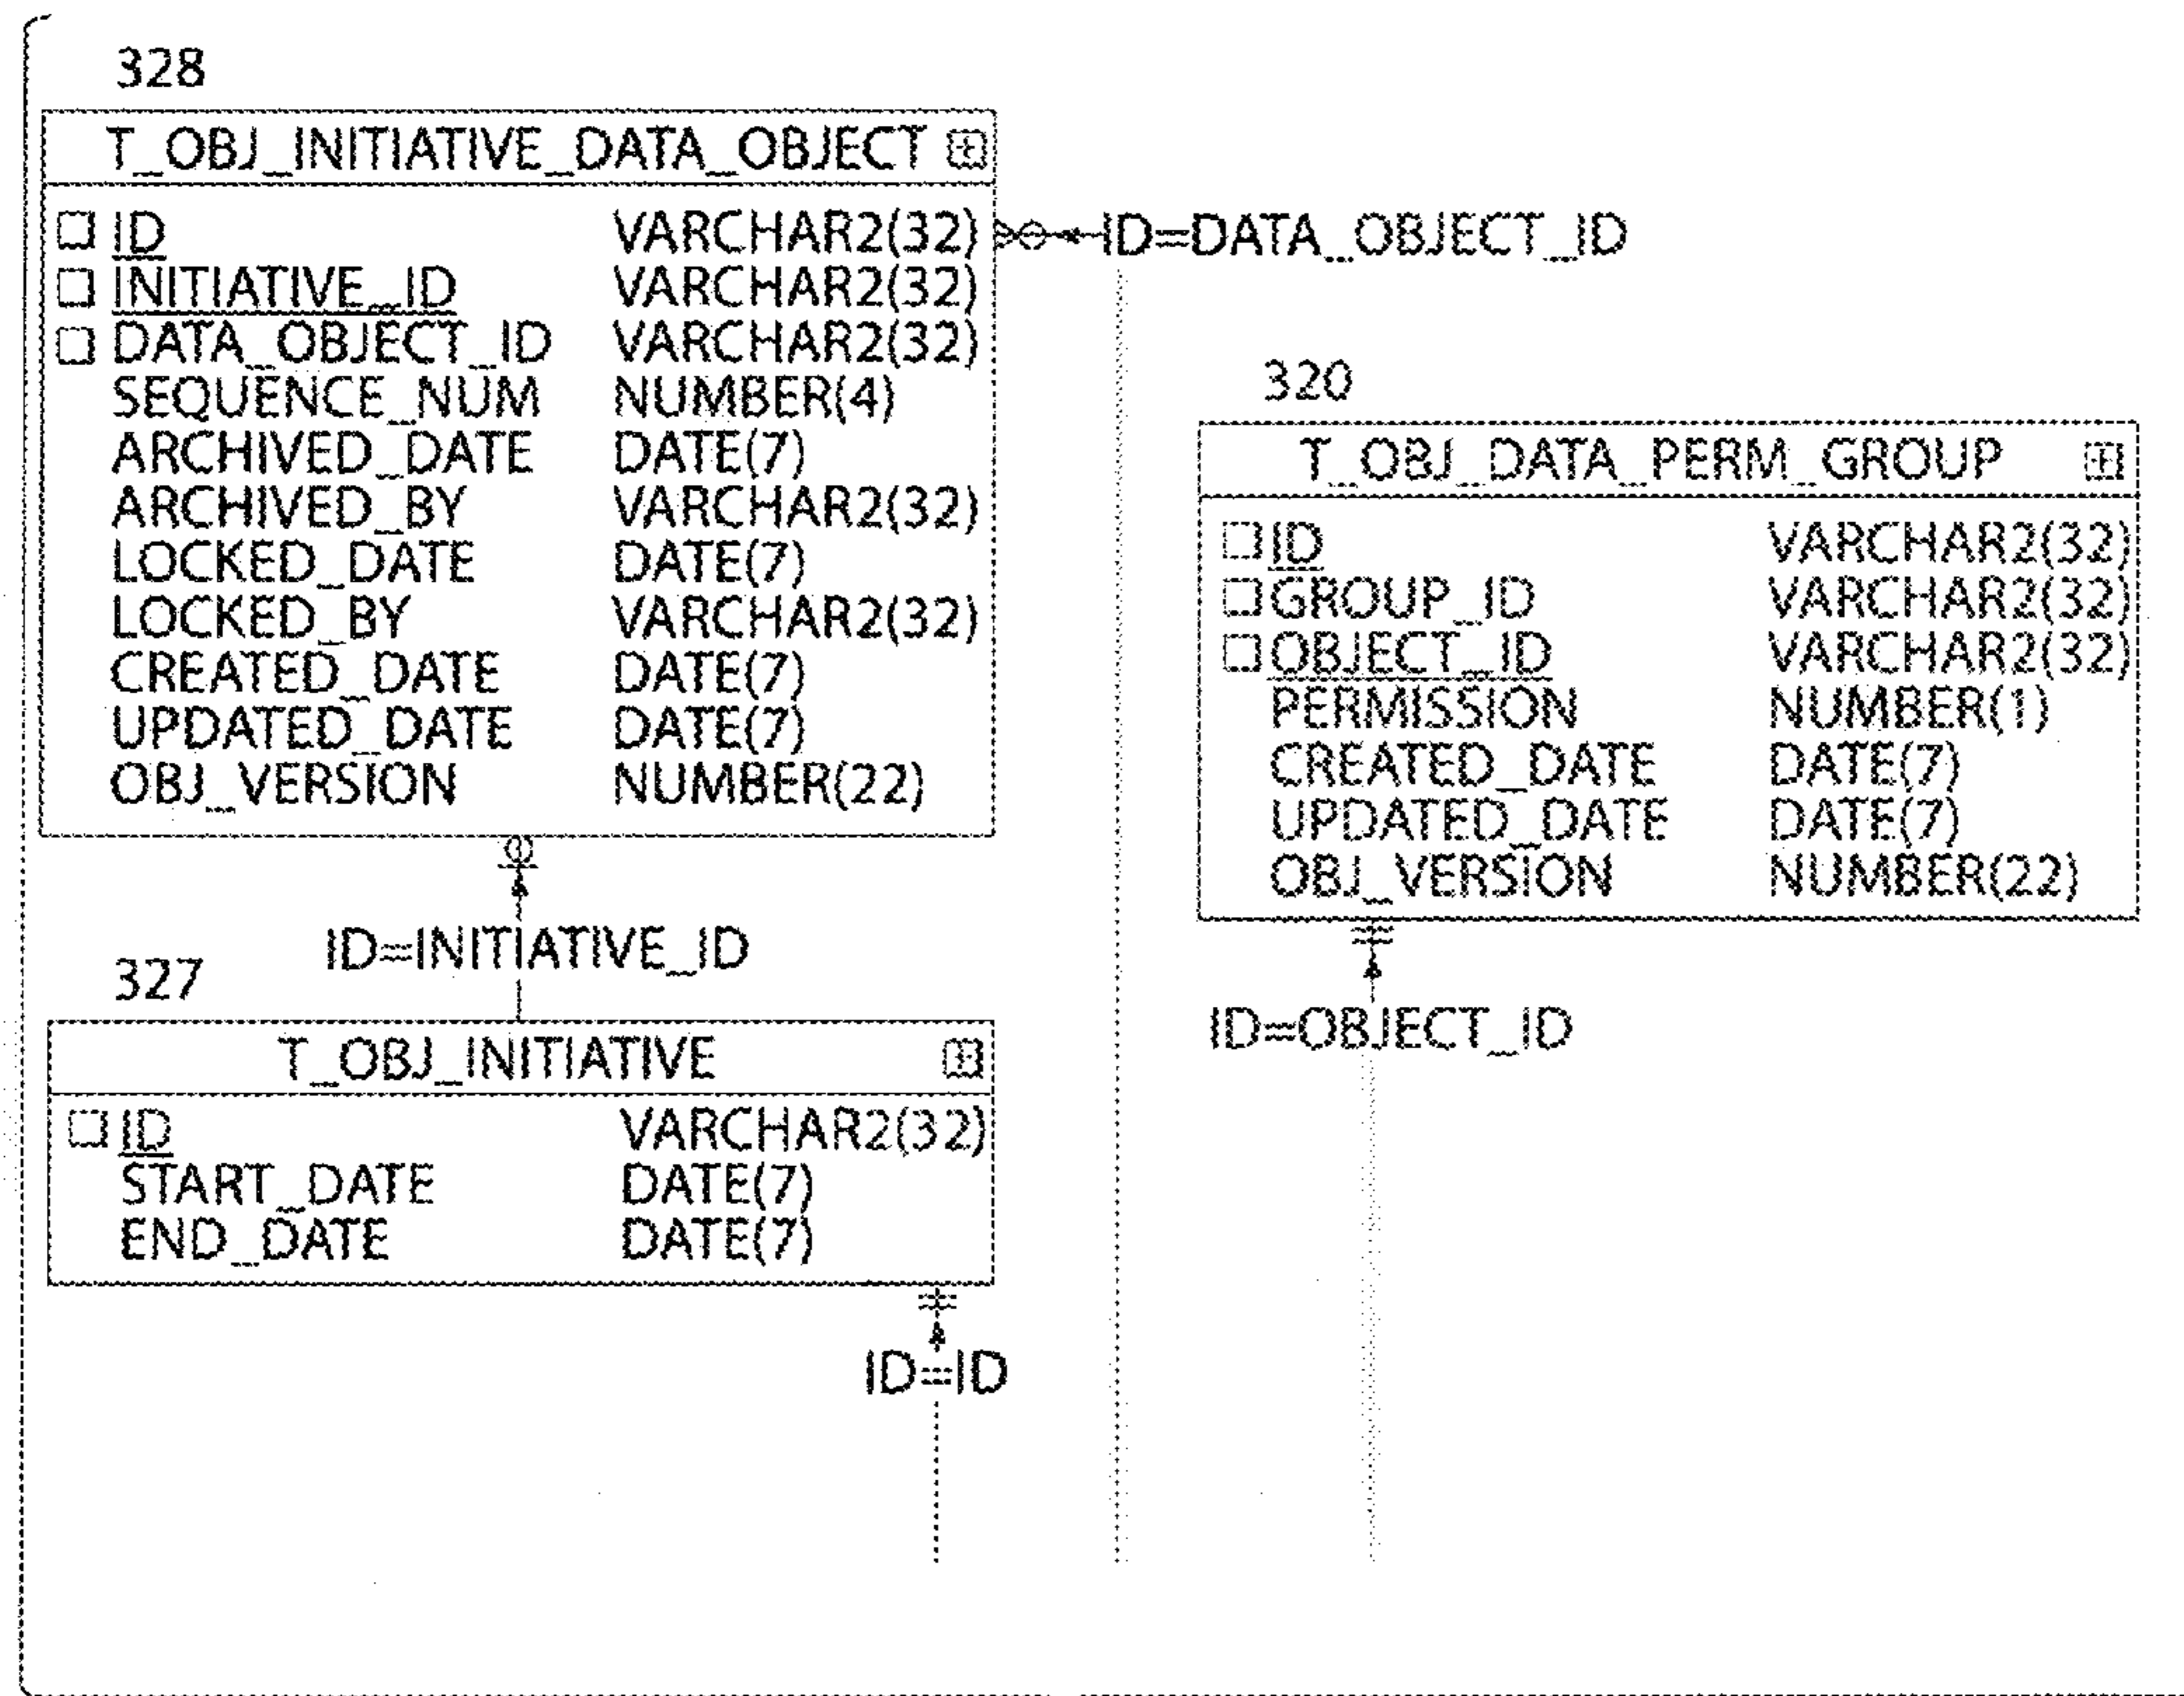 328
T_OBJ_INITIATIVE_DATA_OBJECT
ID VARCHAR2(32)
INITIATIVE_ID VARCHAR2(32)
DATA_OBJECT_ID VARCHAR2(32)
SEQUENCE_NUM NUMBER(4)
ARCHIVED_DATE DATE(7)
ARCHIVED_BY VARCHAR2(32)
LOCKED_DATE DATE(7)
LOCKED_BY VARCHAR2(32)
CREATED_DATE DATE(7)
UPDATED_DATE DATE(7)
OBJ_VERSION NUMBER(22)
ID=DATA_OBJECT_ID
320
T_OBJ_DATA_PERM_GROUP
ID VARCHAR2(32)
GROUP_ID VARCHAR2(32)
OBJECT_ID VARCHAR2(32)
PERMISSION NUMBER(1)
CREATED_DATE DATE(7)
UPDATED_DATE DATE(7)
OBJ_VERSION NUMBER(22)
ID=OBJECT_ID
ID=INITIATIVE_ID
327
T_OBJ_INITIATIVE
ID VARCHAR2(32)
START_DATE DATE(7)
END_DATE DATE(7)
ID=ID